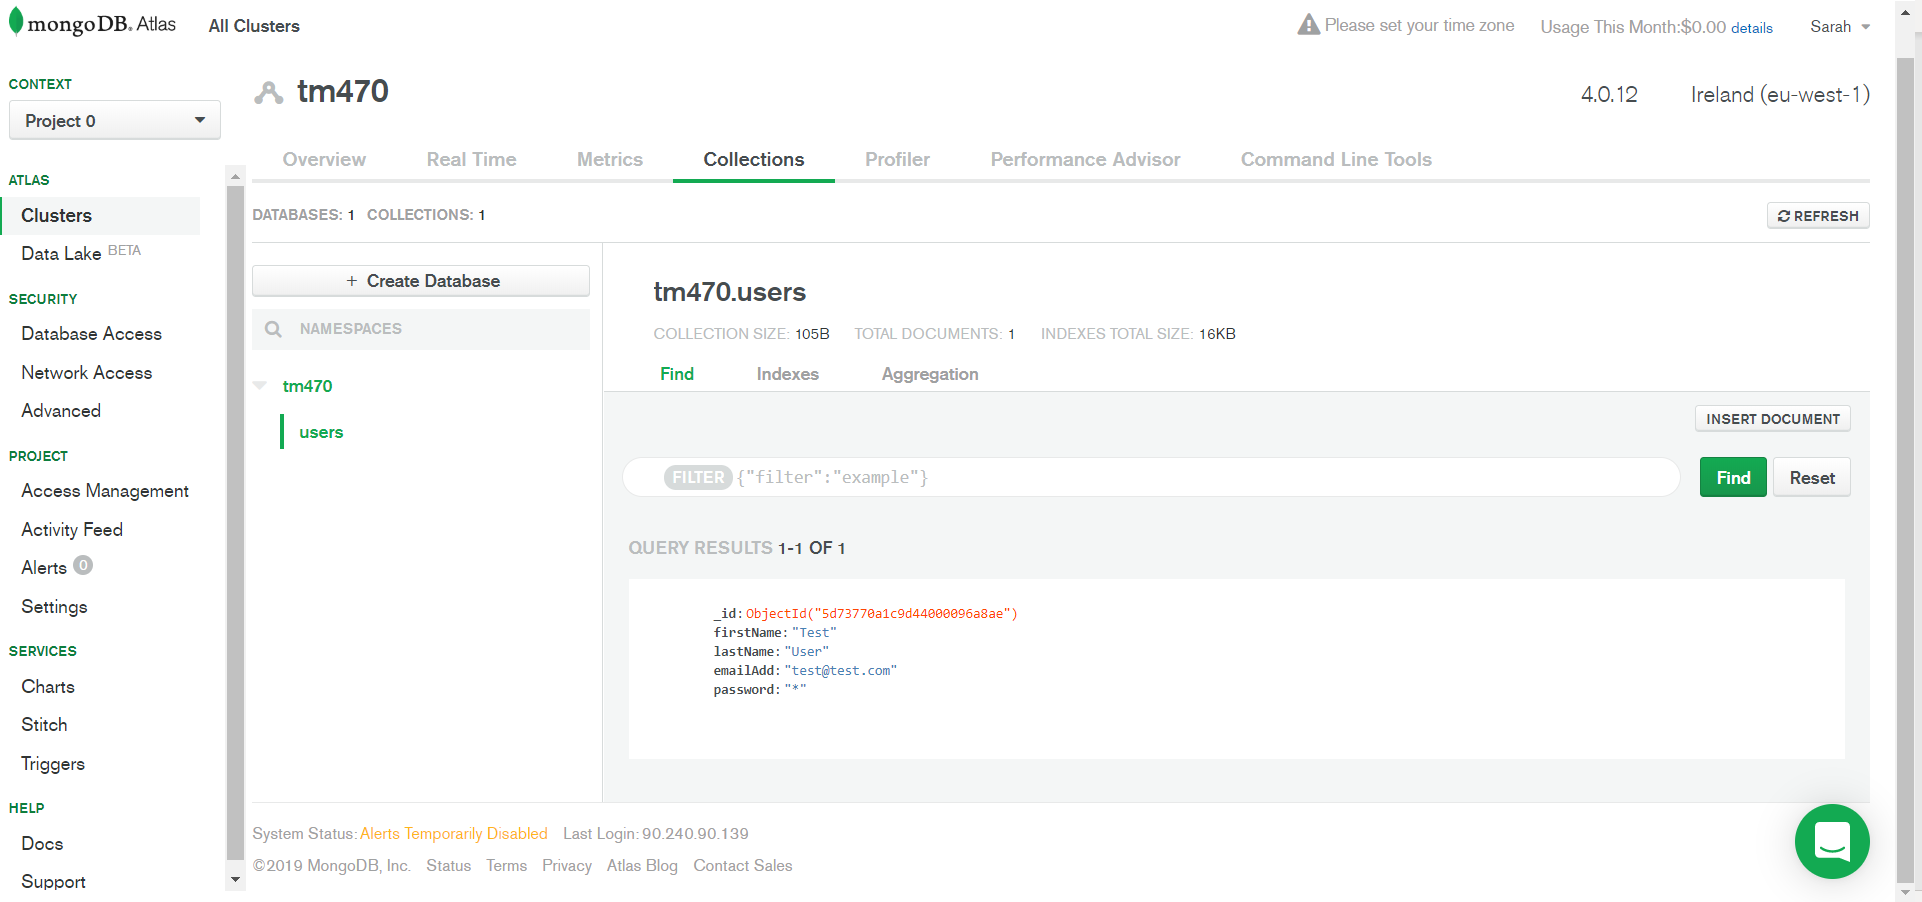 mongoDB. Atlas All Clusters Please set your time zone Usage This Month:$0.00 details Sarah
CONTEXT
Project 0
ATLAS
Clusters
Data Lake BETA
SECURITY
Database Access
Network Access
Advanced
PROJECT
Access Management
Activity Feed
Alerts 0
Settings
SERVICES
Charts
Stitch
Triggers
HELP
Docs
Support
tm470 4.0.12 Ireland (eu-west-1)
Overview Real Time Metrics Collections Profiler Performance Advisor Command Line Tools
DATABASES: 1 COLLECTIONS: 1 REFRESH
+ Create Database
NAMESPACES
tm470
users
tm470.users
COLLECTION SIZE: 105B TOTAL DOCUMENTS: 1 INDEXES TOTAL SIZE: 16KB
Find Indexes Aggregation
INSERT DOCUMENT
FILTER {"filter":"example"} Find Reset
QUERY RESULTS 1-1 OF 1
_id: ObjectId("5d73770a1c9d44000096a8ae")
firstName: "Test"
lastName: "User"
emailAdd: "test@test.com"
password: "*"
System Status: Alerts Temporarily Disabled Last Login: 90.240.90.139
©2019 MongoDB, Inc. Status Terms Privacy Atlas Blog Contact Sales